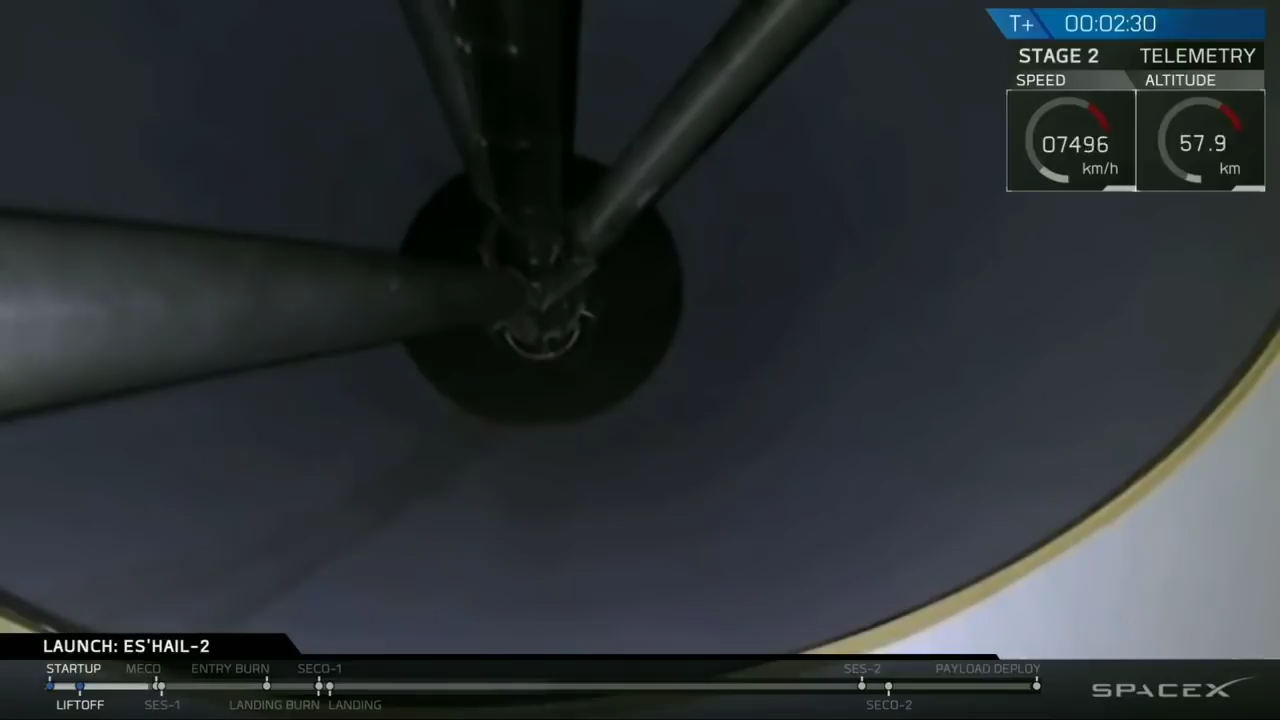 T+ 00:02:30
STAGE 2 TELEMETRY
SPEED ALTITUDE
07496 57.9
km/h km
LAUNCH: ES'HAIL-2
STARTUP MECO ENTRY BURN SECO-1 SES-2 PAYLOAD DEPLOY
LIFTOFF SES-1 LANDING BURN LANDING SECO-2
SPACEX